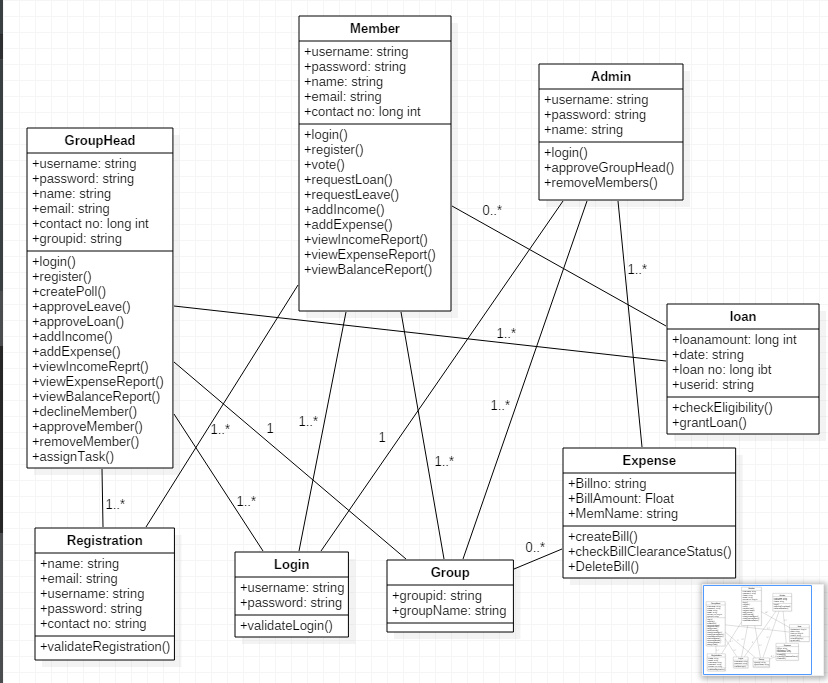 Member
+username: string
+password: string
+name: string
+email: string
+contact no: long int
+login()
+register()
+vote()
+requestLoan()
+requestLeave()
+addIncome()
+addExpense()
+viewIncomeReport()
+viewExpenseReport()
+viewBalanceReport()
Admin
+username: string
+password: string
+name: string
+login()
+approveGroupHead()
+removeMembers()
GroupHead
+username: string
+password: string
+name: string
+email: string
+contact no: long int
+groupid: string
+login()
+register()
+createPoll()
+approveLeave()
+approveLoan()
+addIncome()
+addExpense()
+viewIncomeReprt()
+viewExpenseReport()
+viewBalanceReport()
+declineMember()
+approveMember()
+removeMember()
+assignTask()
0..*
1..*
1..*
loan
+loanamount: long int
+date: string
+loan no: long ibt
+userid: string
+checkEligibility()
+grantLoan()
1..*
1..*
1
1..*
1
1..*
1..*
1..*
0..*
Expense
+Billno: string
+BillAmount: Float
+MemName: string
+createBill()
+checkBillClearanceStatus()
+DeleteBill()
Registration
+name: string
+email: string
+username: string
+password: string
+contact no: string
+validateRegistration()
Login
+username: string
+password: string
+validateLogin()
Group
+groupid: string
+groupName: string